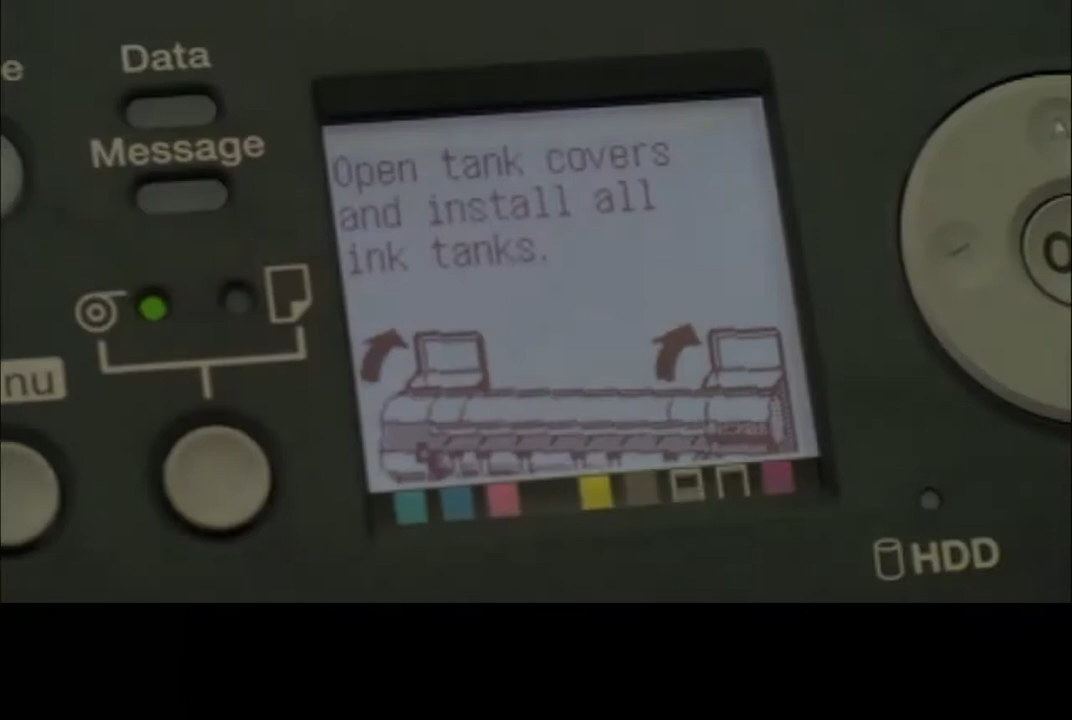 Data
Message
Open tank covers
and install all
ink tanks.
HDD